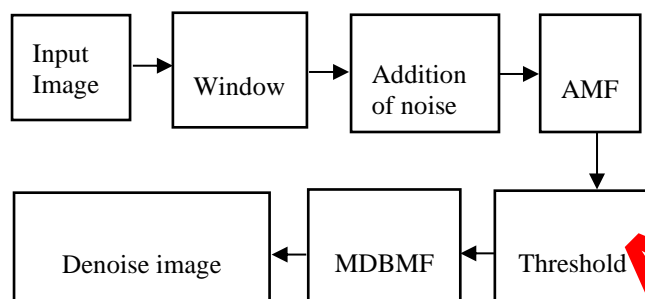 Input
Image
Window
Addition
of noise
AMF
Threshold
MDBMF
Denoise image